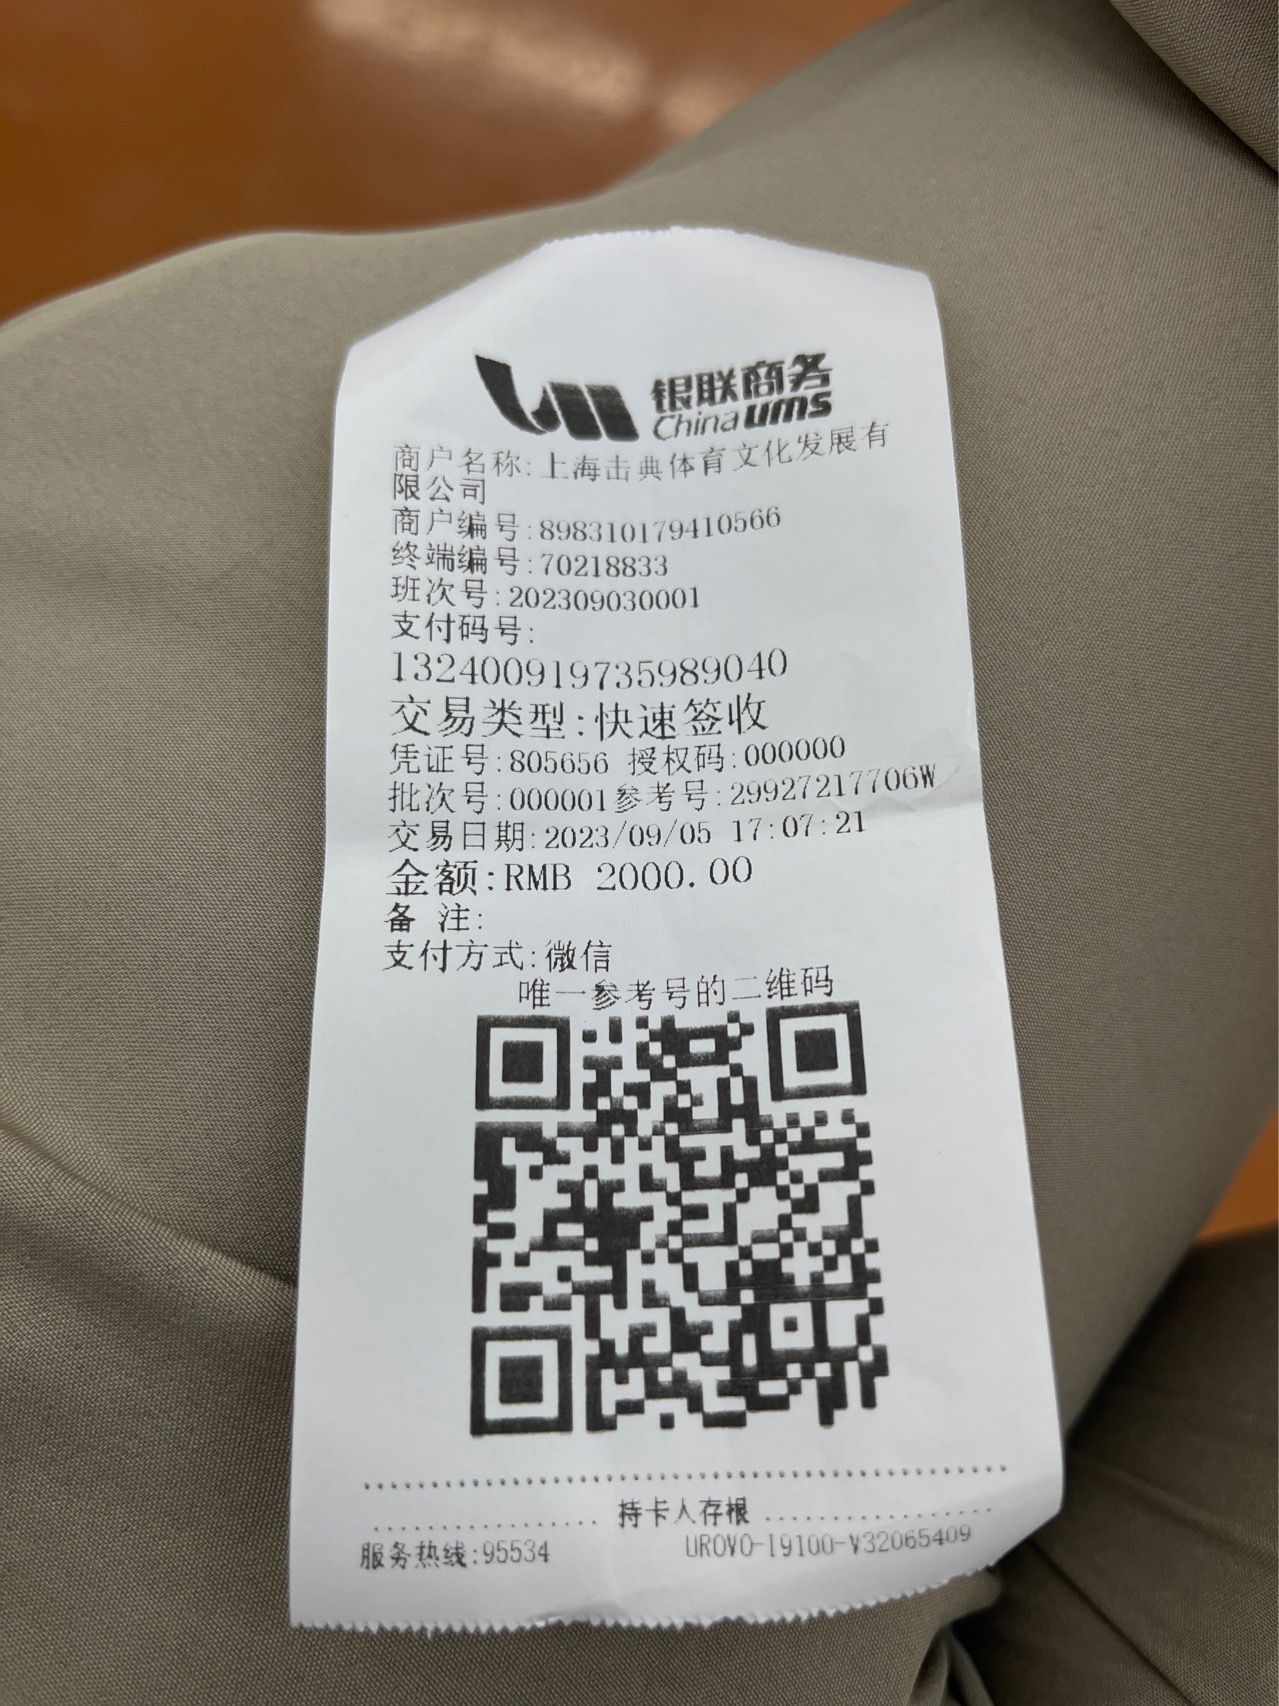 银联商务
China ums
商户名称:上海击典体育文化发展有
限公司
商户编号:898310179410566
终端编号:70218833
班次号:202309030001
支付码号:
132400919735989040
交易类型:快速签收
凭证号:805656 授权码:000000
批次号:000001参考号:29927217706W
交易日期:2023/09/05 17:07:21
金额:RMB 2000.00
备 注:
支付方式:微信
唯一参考号的二维码
持卡人存根
服务热线:95534 UROVO-I9100-V32065409